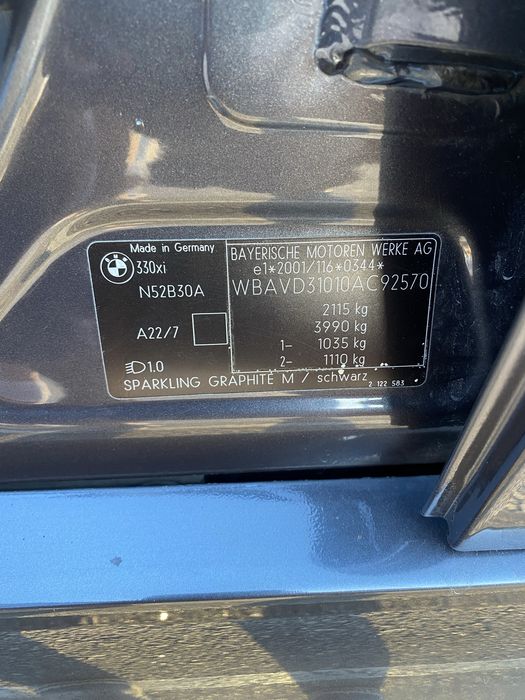 Made in Germany
BMW
330xi
N52B30A
A22/7
1.0
BAYERISCHE MOTOREN WERKE AG
e1*2001/116*0344*
WBAVD31010AC92570
2115 kg
3990 kg
1- 1035 kg
2- 1110 kg
SPARKLING GRAPHITE M / schwarz
2 122 583